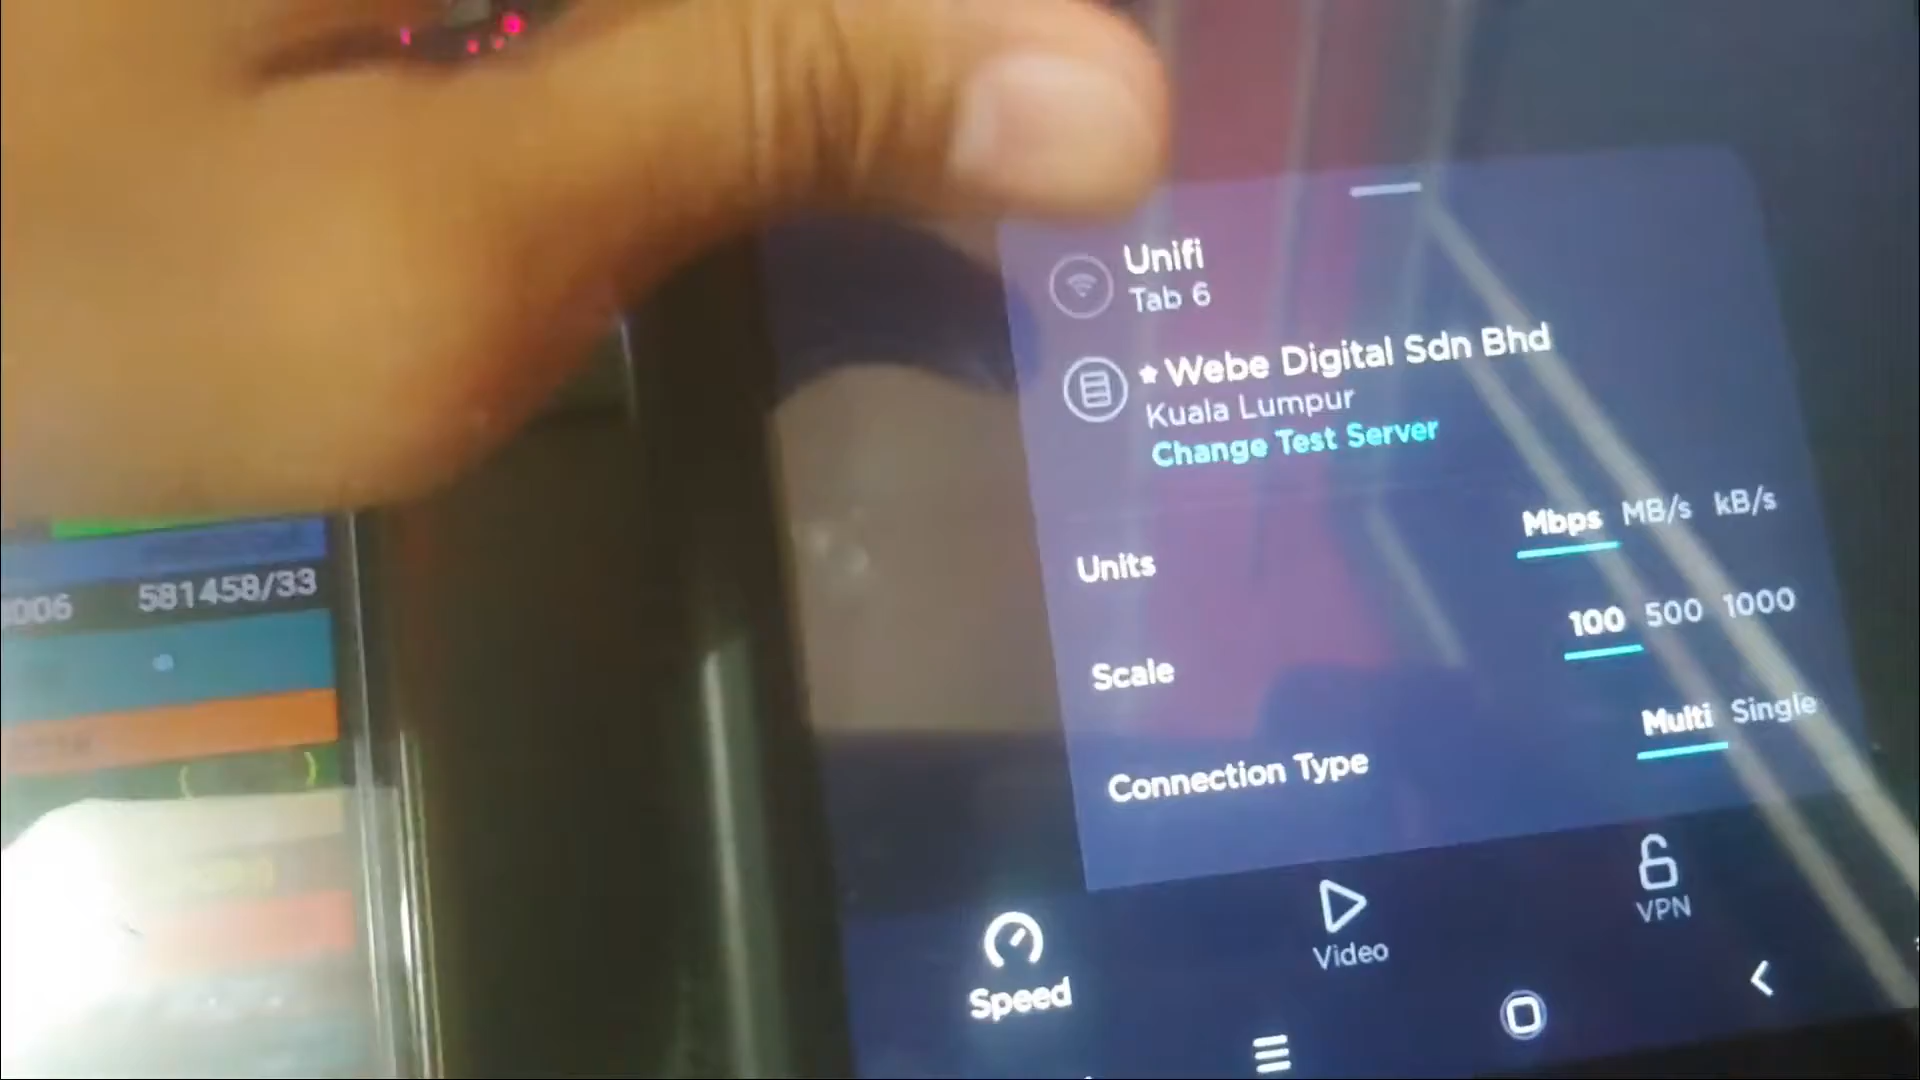 Unifi
Tab 6
Webe Digital Sdn Bhd
Kuala Lumpur
Change Test Server
Units Mbps MB/s kB/s
Scale 100 500 1000
Connection Type Multi Single
Speed Video VPN
581458/33